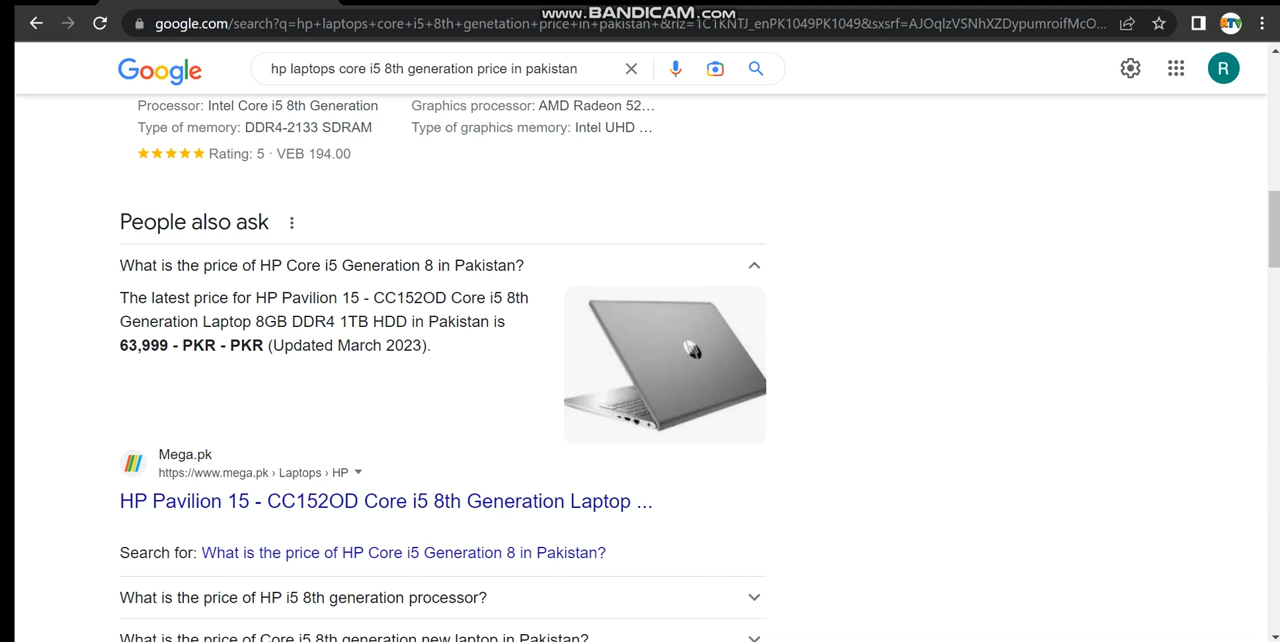 www.BANDICAM.com
google.com/search?q=hp+laptops+core+i5+8th+genetation+price+in+pakistan+&rlz=1C1KNTJ_enPK1049PK1049&sxsrf=AJOqlzVSNhXZDypumroifMcO...
Google
hp laptops core i5 8th generation price in pakistan
R
Processor: Intel Core i5 8th Generation
Graphics processor: AMD Radeon 52...
Type of memory: DDR4-2133 SDRAM
Type of graphics memory: Intel UHD ...
Rating: 5 · VEB 194.00
People also ask
What is the price of HP Core i5 Generation 8 in Pakistan?
The latest price for HP Pavilion 15 - CC152OD Core i5 8th
Generation Laptop 8GB DDR4 1TB HDD in Pakistan is
63,999 - PKR - PKR (Updated March 2023).
Mega.pk
https://www.mega.pk › Laptops › HP
HP Pavilion 15 - CC152OD Core i5 8th Generation Laptop ...
Search for: What is the price of HP Core i5 Generation 8 in Pakistan?
What is the price of HP i5 8th generation processor?
What is the price of Core i5 8th generation new laptop in Pakistan?